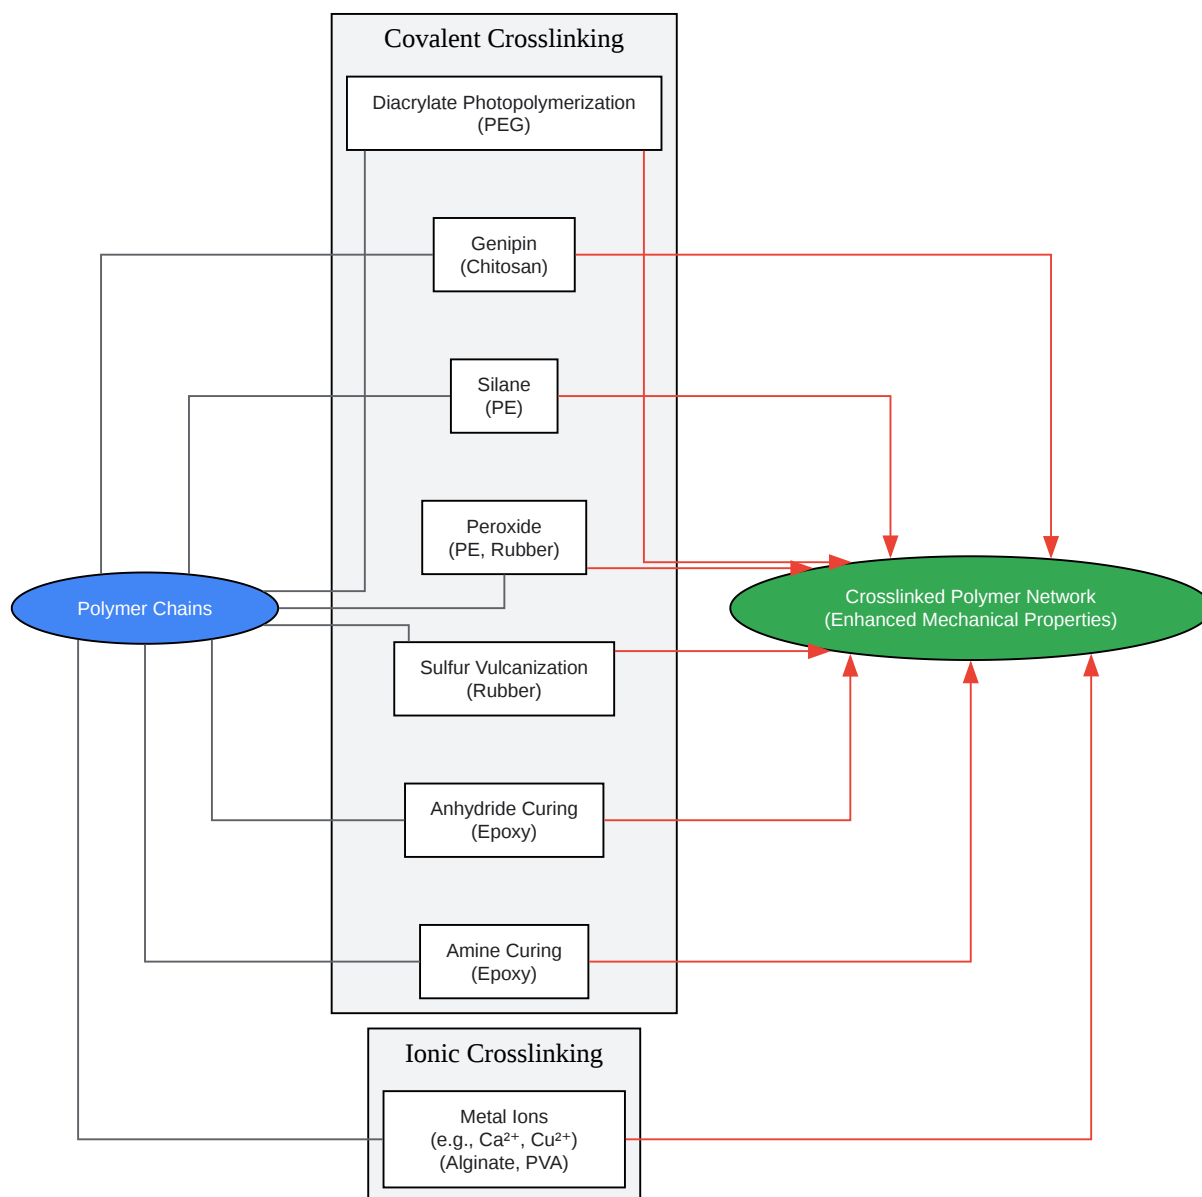 Covalent Crosslinking
Diacrylate Photopolymerization
(PEG)
Genipin
(Chitosan)
Silane
(PE)
Peroxide
(PE, Rubber)
Polymer Chains
Crosslinked Polymer Network
(Enhanced Mechanical Properties)
Sulfur Vulcanization
(Rubber)
Anhydride Curing
(Epoxy)
Amine Curing
(Epoxy)
Ionic Crosslinking
Metal Ions
(e.g., Ca²⁺, Cu²⁺)
(Alginate, PVA)